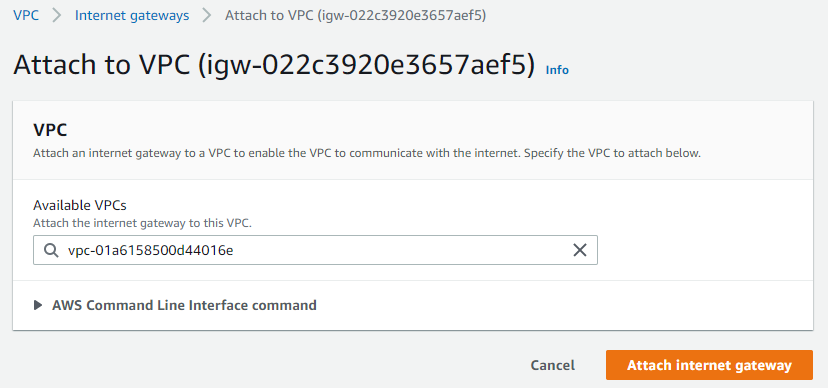 VPC > Internet gateways > Attach to VPC (igw-022c3920e3657aef5)
Attach to VPC (igw-022c3920e3657aef5) Info
VPC
Attach an internet gateway to a VPC to enable the VPC to communicate with the internet. Specify the VPC to attach below.
Available VPCs
Attach the internet gateway to this VPC.
vpc-01a6158500d44016e
AWS Command Line Interface command
Cancel Attach internet gateway